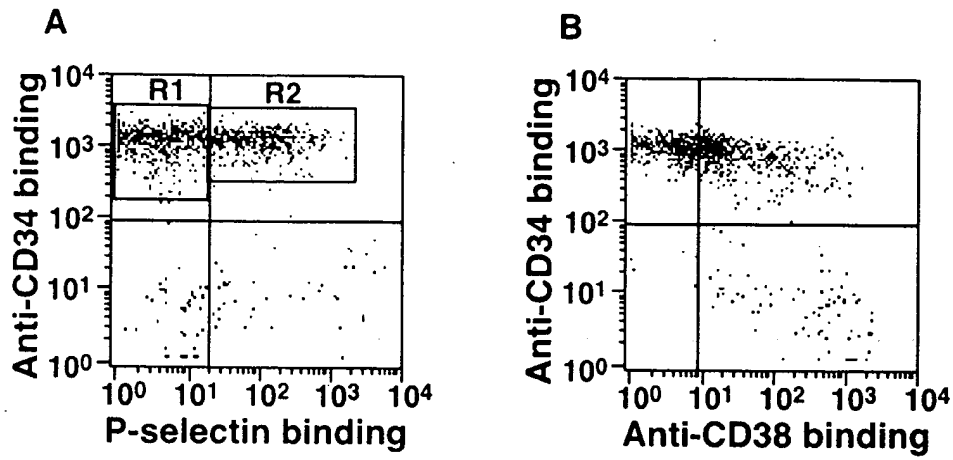 A
Anti-CD34 binding
10⁴
10³
10²
10¹
10⁰
R1
R2
10⁰ 10¹ 10² 10³ 10⁴
P-selectin binding
B
Anti-CD34 binding
10⁴
10³
10²
10¹
10⁰
10⁰ 10¹ 10² 10³ 10⁴
Anti-CD38 binding